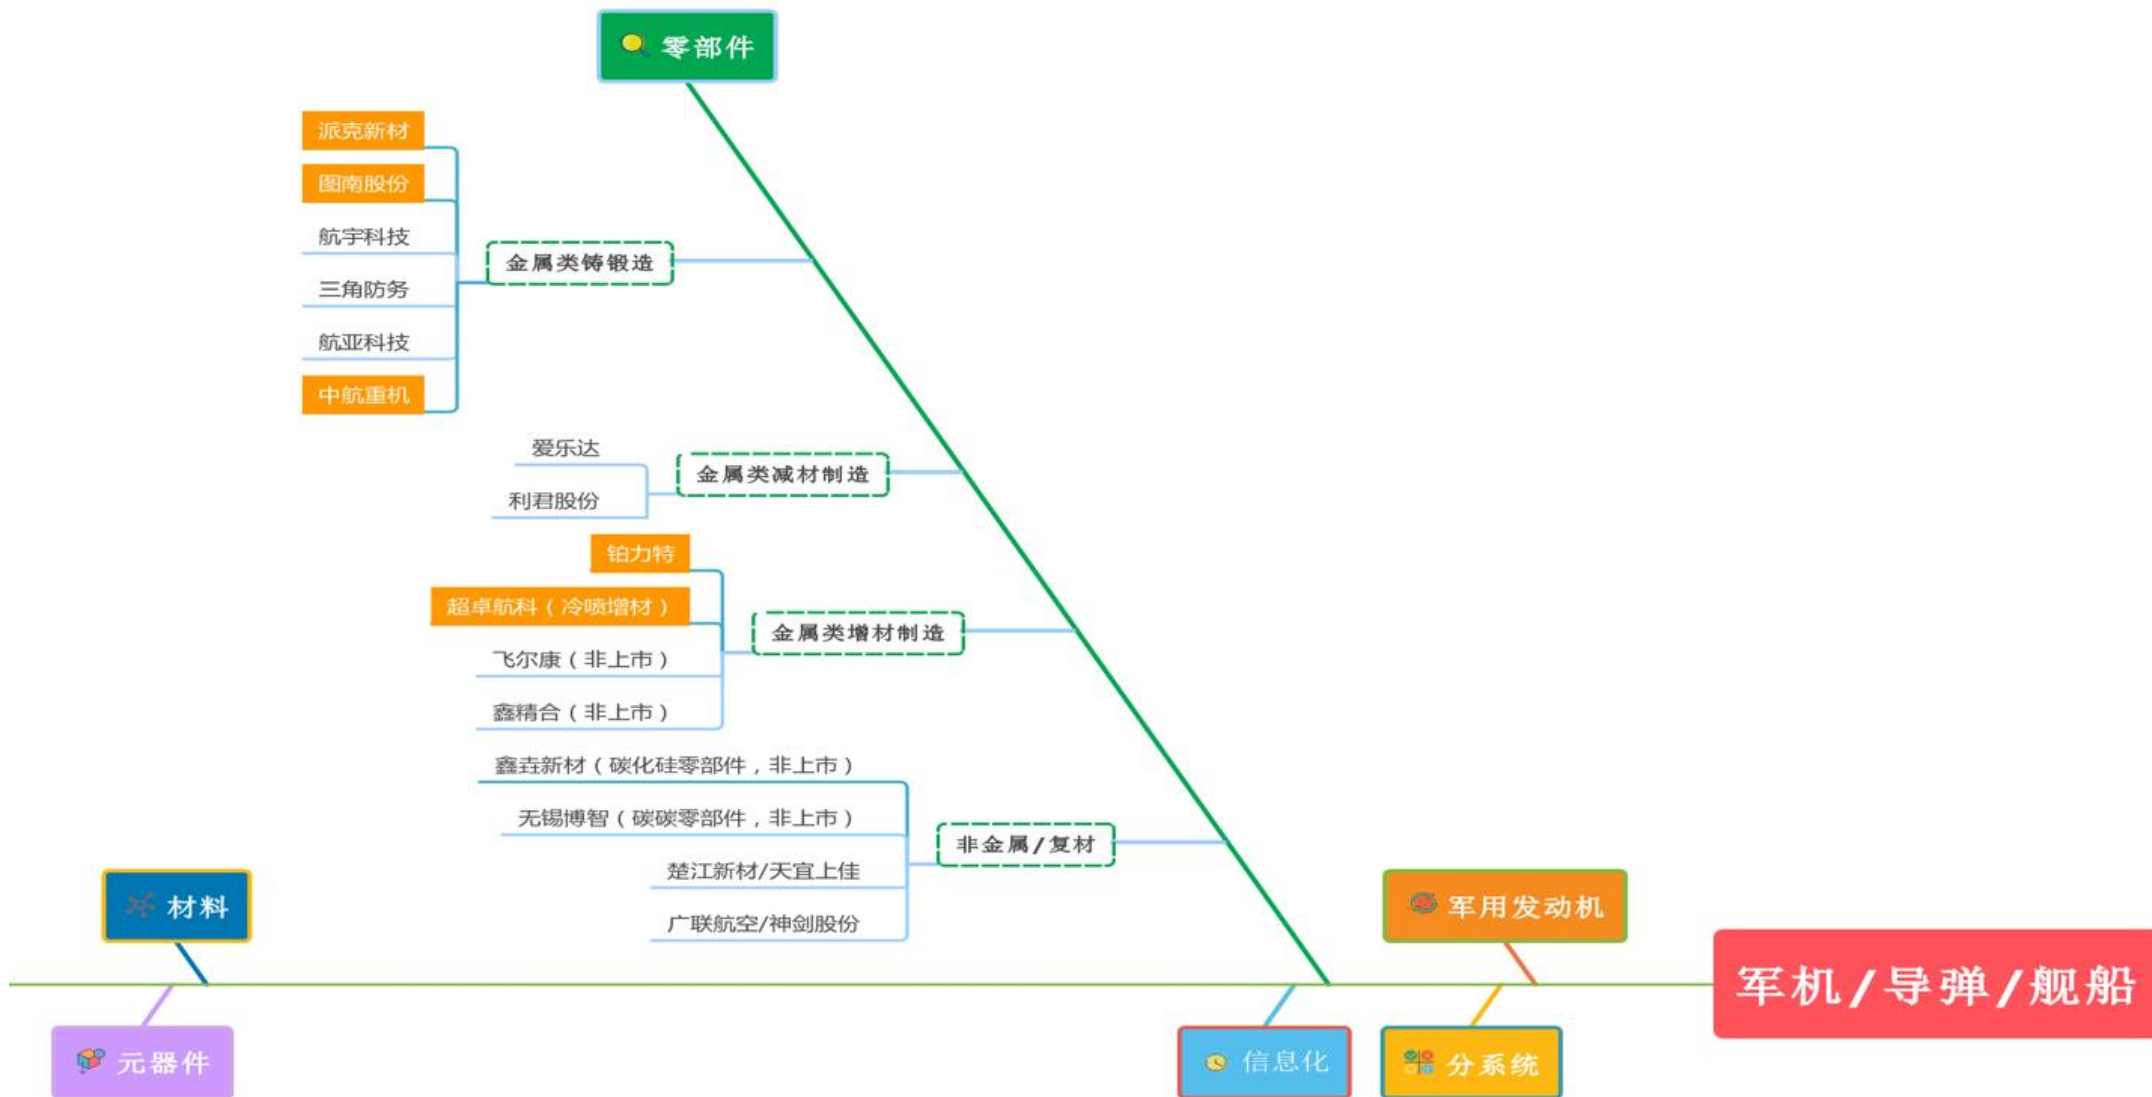 零部件
派克新材
图南股份
航宇科技
三角防务
航亚科技
中航重机
金属类铸锻造
爱乐达
利君股份
金属类减材制造
铂力特
超卓航科（冷喷增材）
飞尔康（非上市）
鑫精合（非上市）
金属类增材制造
鑫垚新材（碳化硅零部件，非上市）
无锡博智（碳碳零部件，非上市）
楚江新材/天宜上佳
广联航空/神剑股份
非金属/复材
材料
军用发动机
军机/导弹/舰船
元器件
信息化
分系统